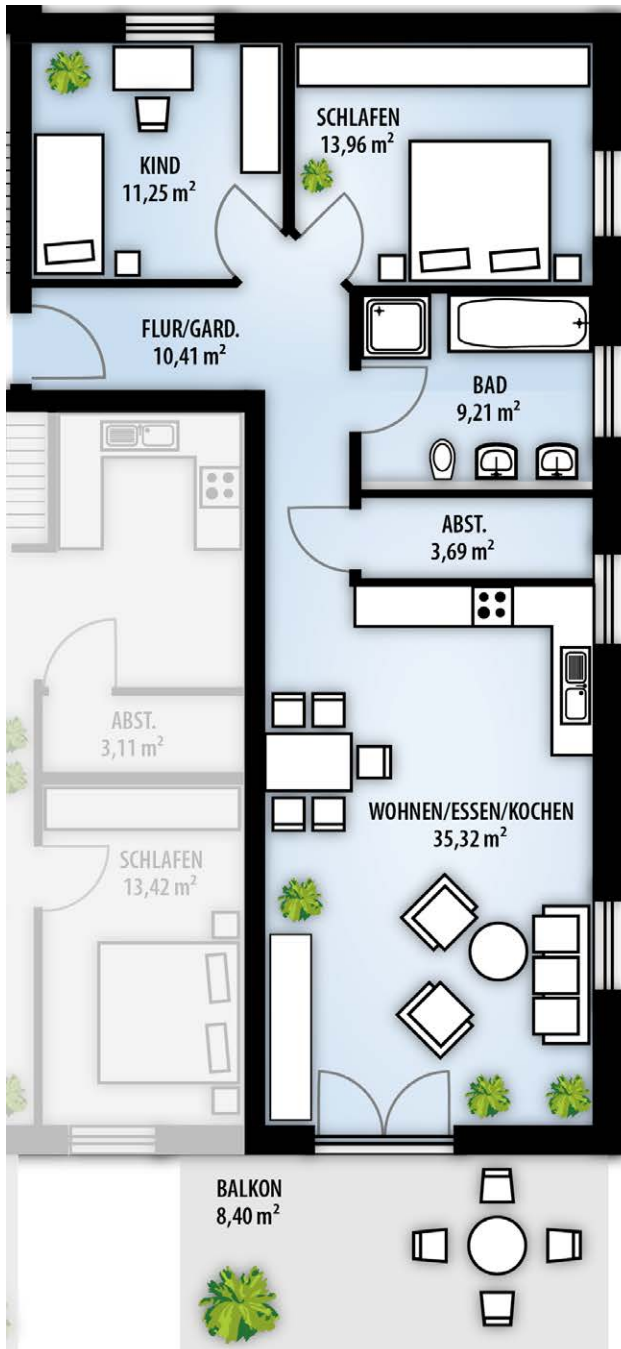 SCHLAFEN
13,96 m²
KIND
11,25 m²
FLUR/GARD.
10,41 m²
BAD
9,21 m²
ABST.
3,69 m²
ABST.
3,11 m²
WOHNEN/ESSEN/KOCHEN
35,32 m²
SCHLAFEN
13,42 m²
BALKON
8,40 m²